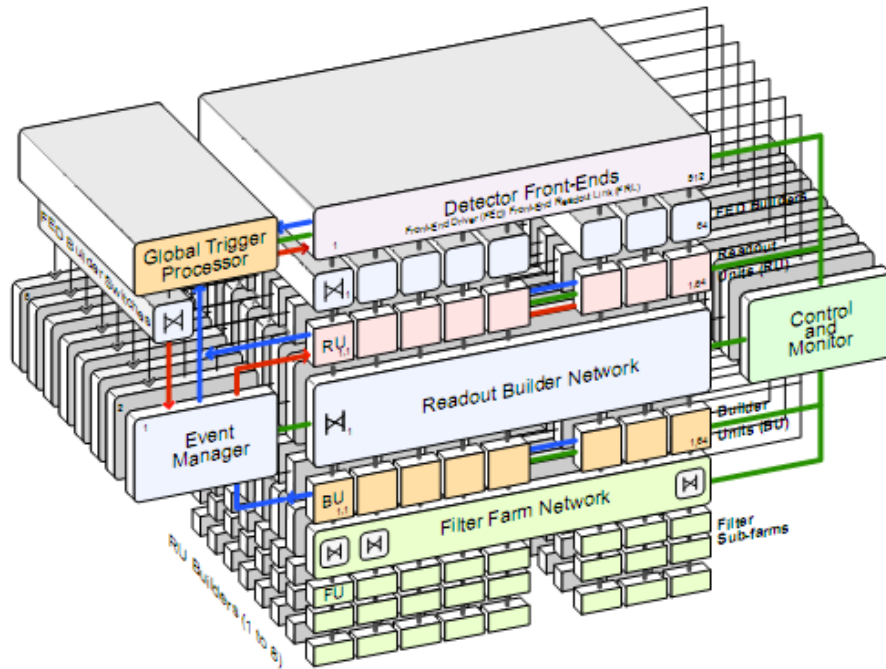 Detector Front-Ends
Front-End Driver (FED) Front-End Readout Link (FRL)
1
512
FED Builder Switches
Global Trigger
Processor
FED Builders
64
1
Readout
Units (RU)
1,64
RU
1,1
Control
and
Monitor
8
2
1
Event
Manager
Readout Builder Network
1
Builder
Units (BU)
1,64
BU
1,1
Filter Farm Network
Filter
Sub-farms
FU
RU Builders (1 to 8)